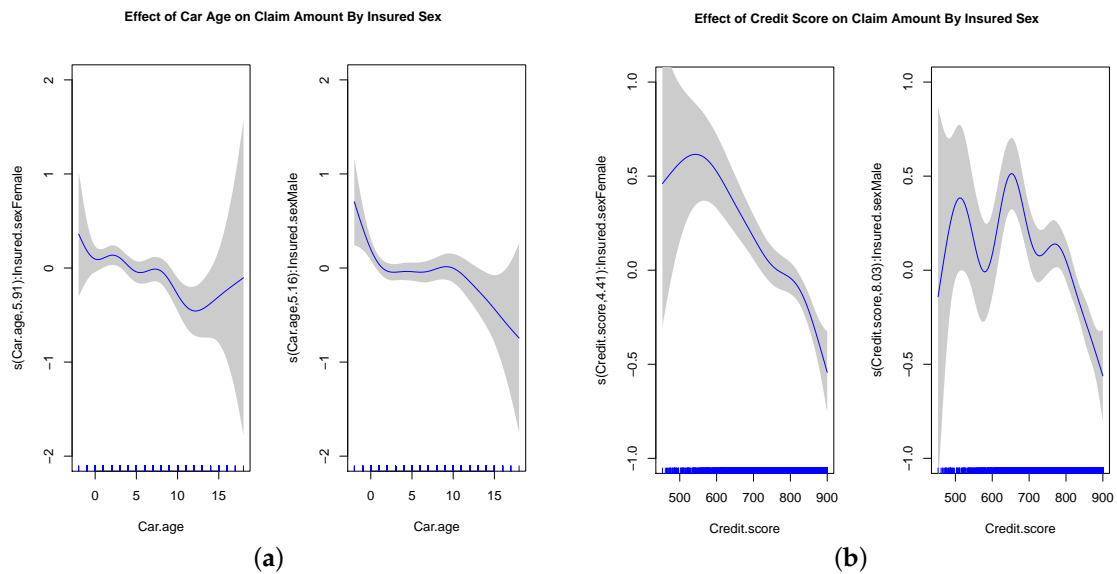 Effect of Car Age on Claim Amount By Insured Sex
s(Car.age,5.91):Insured.sexFemale
2
1
0
−1
−2
0 5 10 15
Car.age
s(Car.age,5.16):Insured.sexMale
2
1
0
−1
−2
0 5 10 15
Car.age
(a)
Effect of Credit Score on Claim Amount By Insured Sex
s(Credit.score,4.41):Insured.sexFemale
1.0
0.5
0.0
−0.5
−1.0
500 600 700 800 900
Credit.score
s(Credit.score,8.03):Insured.sexMale
1.0
0.5
0.0
−0.5
−1.0
500 600 700 800 900
Credit.score
(b)